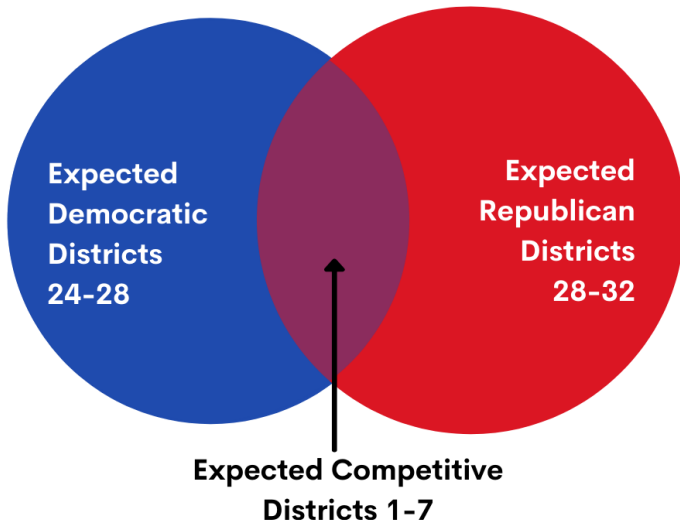 Expected
Democratic
Districts
24-28
Expected
Republican
Districts
28-32
Expected Competitive
Districts 1-7